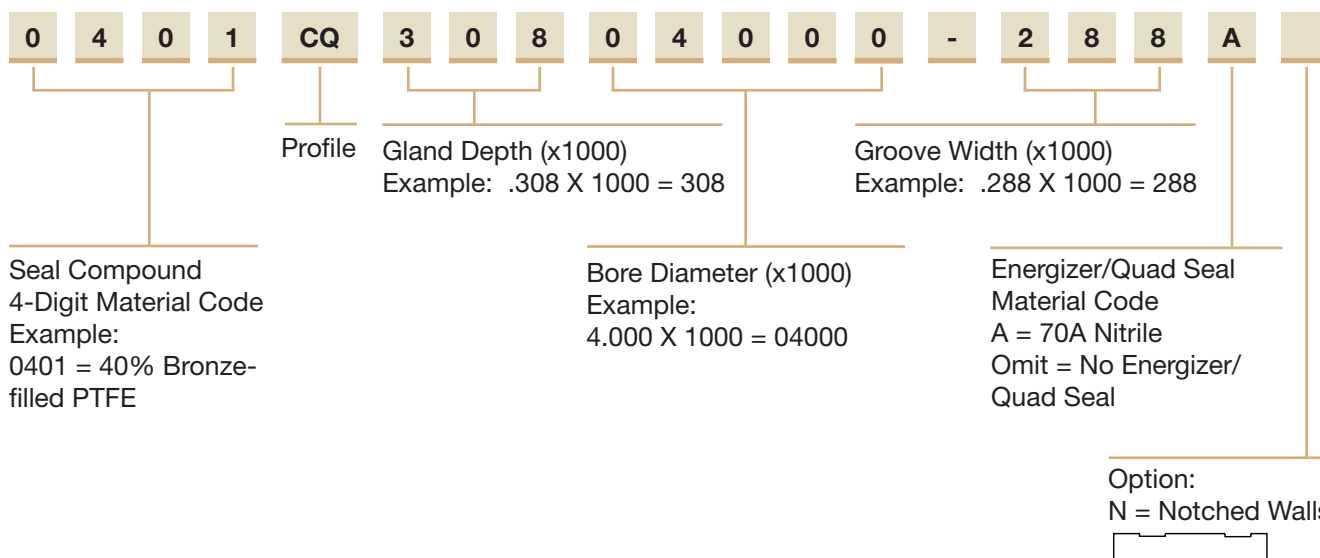 0 4 0 1 CQ 3 0 8 0 4 0 0 0 - 2 8 8 A
Profile
Gland Depth (x1000)
Example: .308 X 1000 = 308
Groove Width (x1000)
Example: .288 X 1000 = 288
Seal Compound
4-Digit Material Code
Example:
0401 = 40% Bronze-
filled PTFE
Bore Diameter (x1000)
Example:
4.000 X 1000 = 04000
Energizer/Quad Seal
Material Code
A = 70A Nitrile
Omit = No Energizer/
Quad Seal
Option:
N = Notched Walls